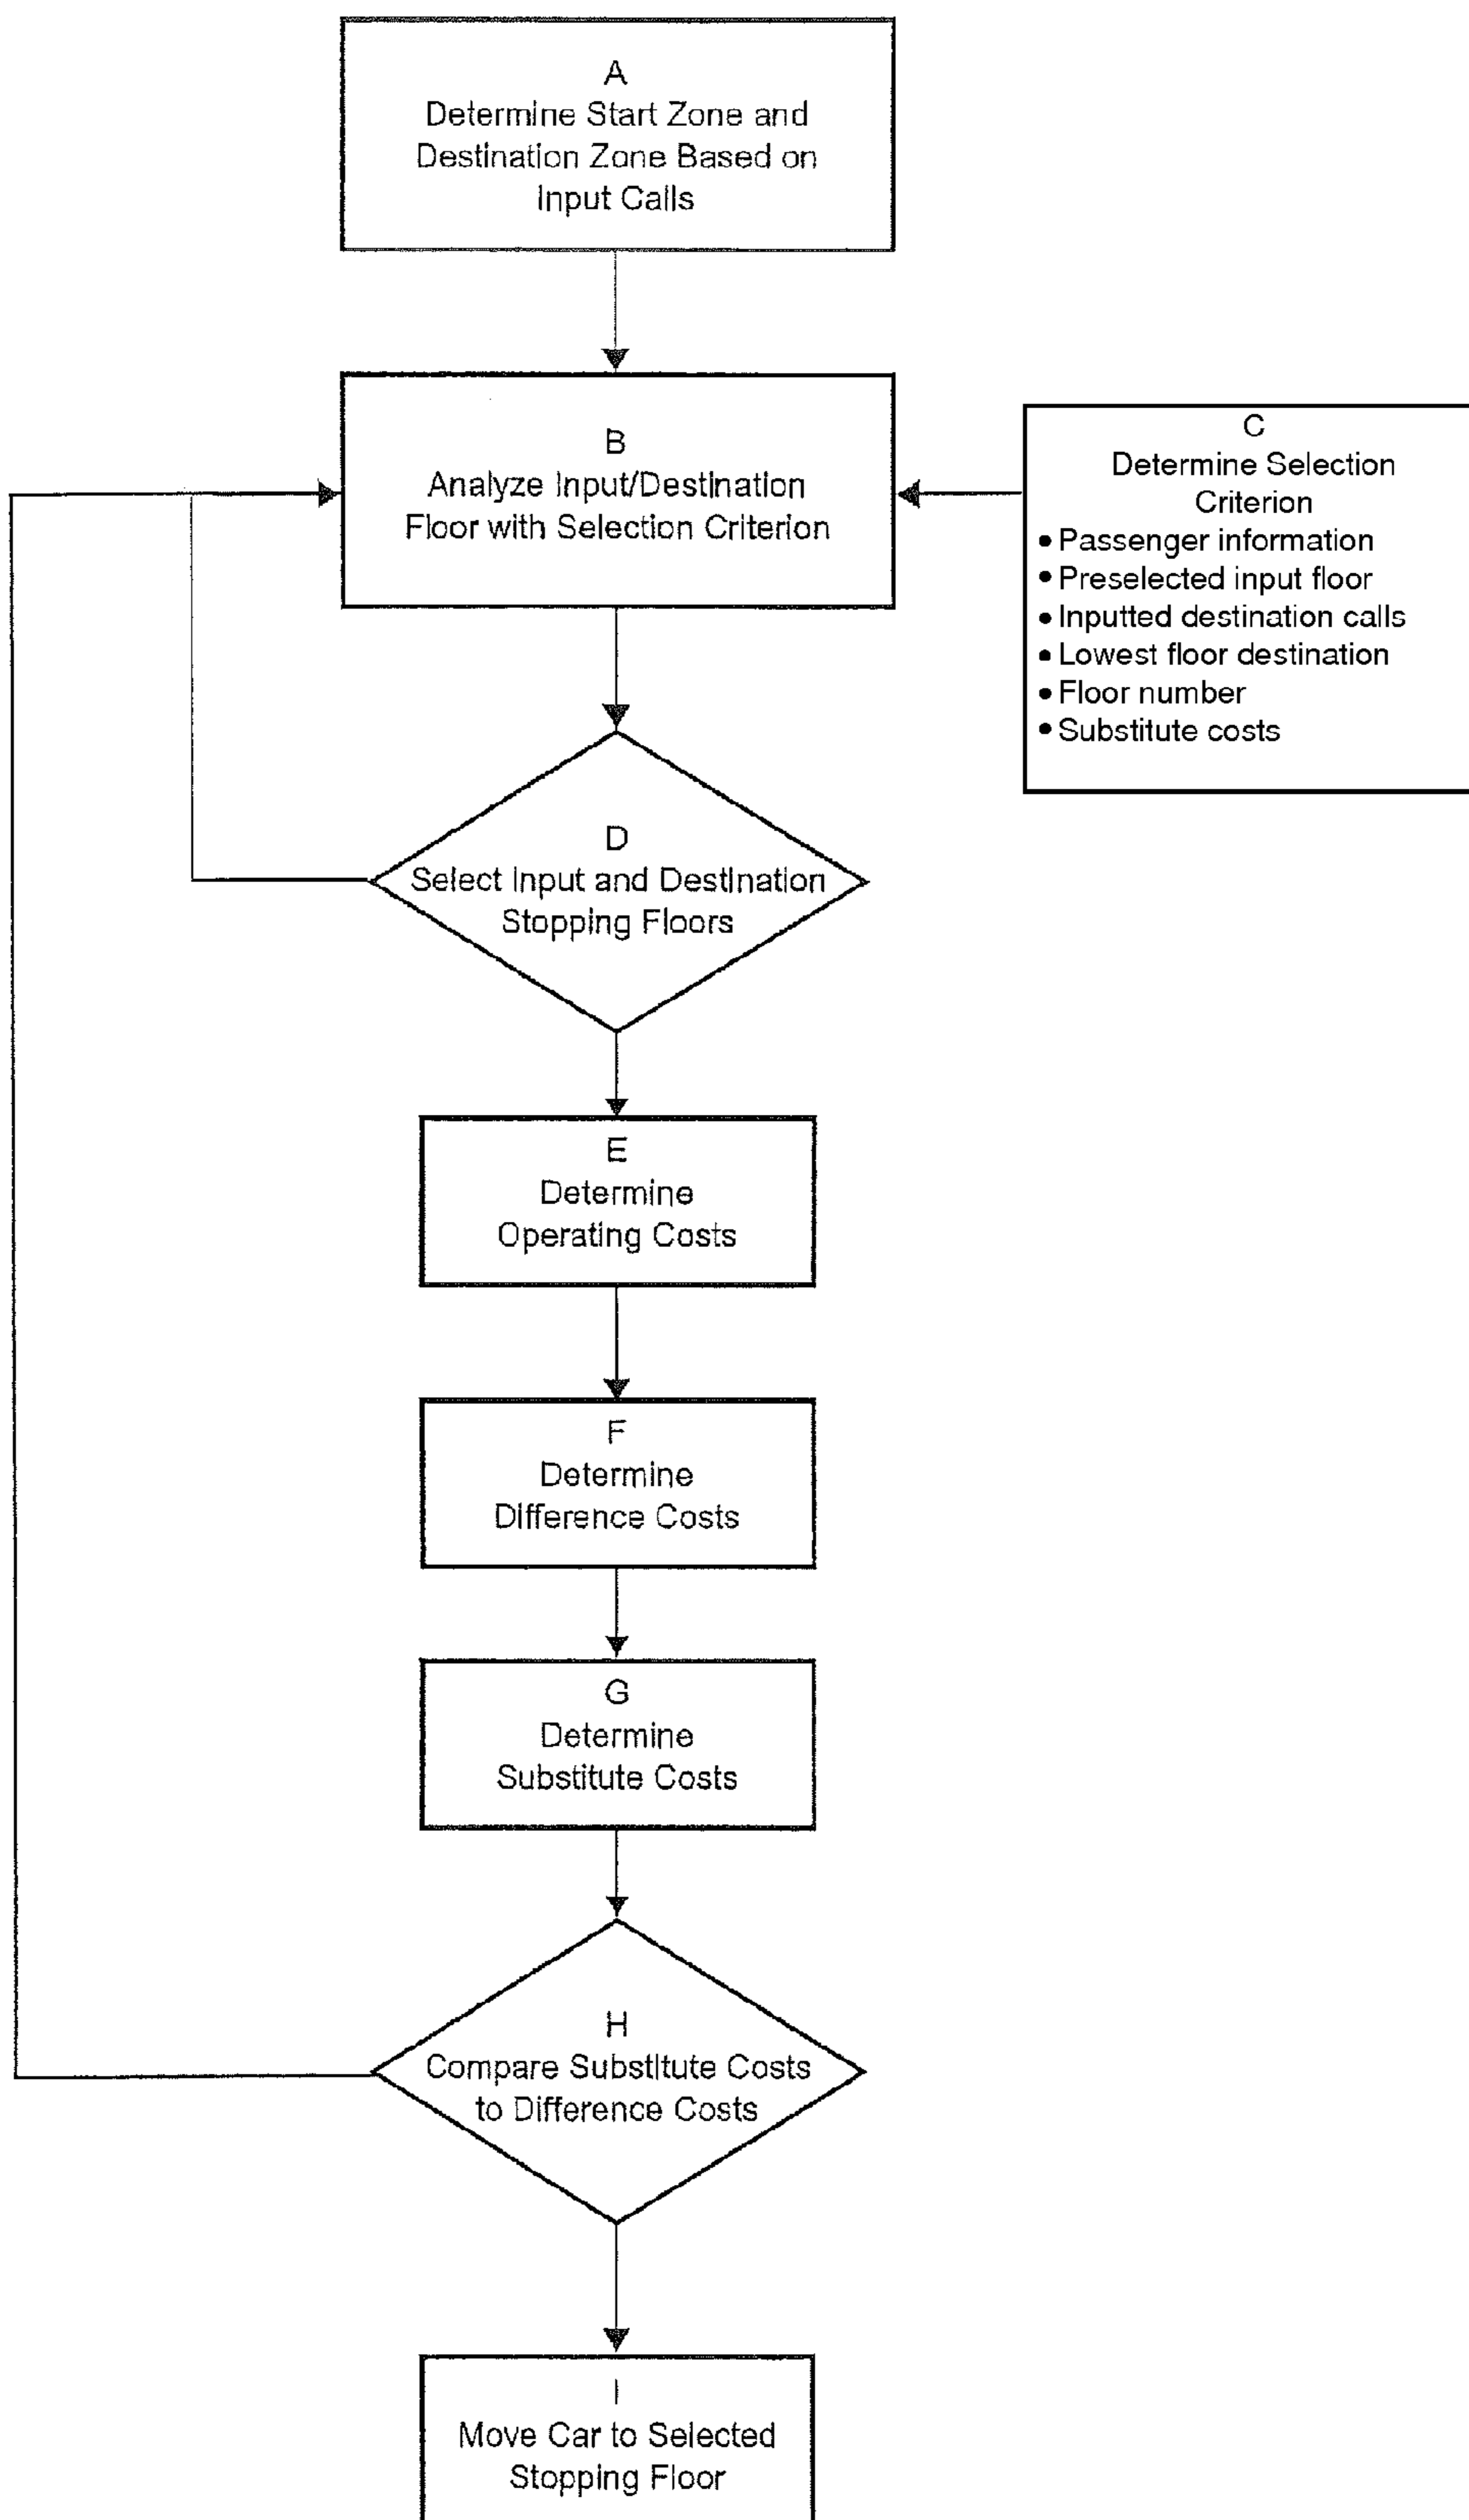 A
Determine Start Zone and
Destination Zone Based on
Input Calls
B
Analyze Input/Destination
Floor with Selection Criterion
C
Determine Selection
Criterion
• Passenger information
• Preselected input floor
• Inputted destination calls
• Lowest floor destination
• Floor number
• Substitute costs
D
Select Input and Destination
Stopping Floors
E
Determine
Operating Costs
F
Determine
Difference Costs
G
Determine
Substitute Costs
H
Compare Substitute Costs
to Difference Costs
I
Move Car to Selected
Stopping Floor